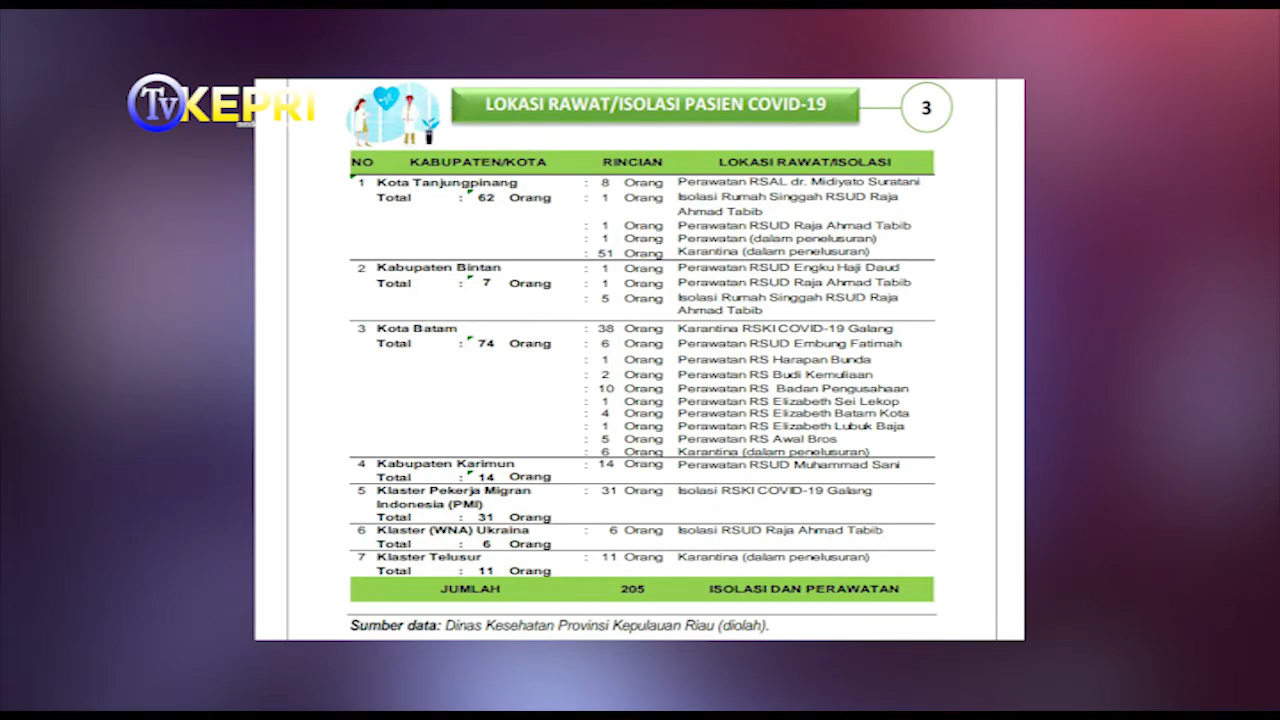 Tv KEPRI
LOKASI RAWAT/ISOLASI PASIEN COVID-19
3
NO KABUPATEN/KOTA RINCIAN LOKASI RAWAT/ISOLASI
1 Kota Tanjungpinang : 8 Orang Perawatan RSAL dr. Midiyato Suratani
Total : 62 Orang : 1 Orang Isolasi Rumah Singgah RSUD Raja
Ahmad Tabib
: 1 Orang Perawatan RSUD Raja Ahmad Tabib
: 1 Orang Perawatan (dalam penelusuran)
: 51 Orang Karantina (dalam penelusuran)
2 Kabupaten Bintan : 1 Orang Perawatan RSUD Engku Haji Daud
Total : 7 Orang : 1 Orang Perawatan RSUD Raja Ahmad Tabib
: 5 Orang Isolasi Rumah Singgah RSUD Raja
Ahmad Tabib
3 Kota Batam : 38 Orang Karantina RSKI COVID-19 Galang
Total : 74 Orang : 6 Orang Perawatan RSUD Embung Fatimah
: 1 Orang Perawatan RS Harapan Bunda
: 2 Orang Perawatan RS Budi Kemuliaan
: 10 Orang Perawatan RS Badan Pengusahaan
: 1 Orang Perawatan RS Elizabeth Sei Lekop
: 4 Orang Perawatan RS Elizabeth Batam Kota
: 1 Orang Perawatan RS Elizabeth Lubuk Baja
: 5 Orang Perawatan RS Awal Bros
: 6 Orang Karantina (dalam penelusuran)
4 Kabupaten Karimun : 14 Orang Perawatan RSUD Muhammad Sani
Total : 14 Orang
5 Klaster Pekerja Migran : 31 Orang Isolasi RSKI COVID-19 Galang
Indonesia (PMI)
Total : 31 Orang
6 Klaster (WNA) Ukraina : 6 Orang Isolasi RSUD Raja Ahmad Tabib
Total : 6 Orang
7 Klaster Telusur : 11 Orang Karantina (dalam penelusuran)
Total : 11 Orang
JUMLAH 205 ISOLASI DAN PERAWATAN
Sumber data: Dinas Kesehatan Provinsi Kepulauan Riau (diolah).